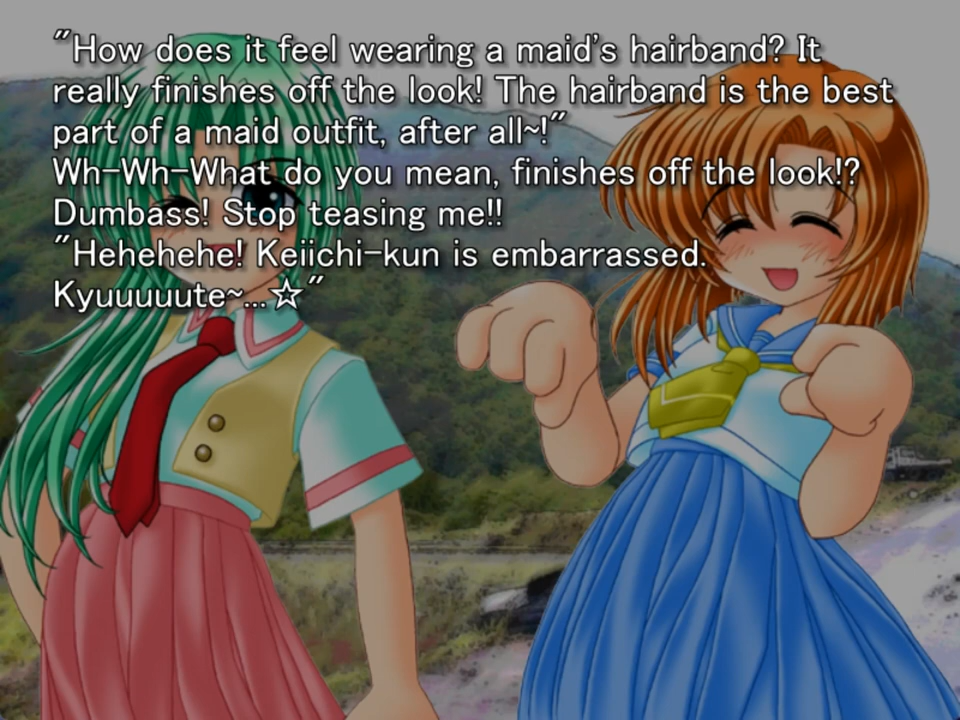 "How does it feel wearing a maid's hairband? It
really finishes off the look! The hairband is the best
part of a maid outfit, after all~!"
Wh-Wh-What do you mean, finishes off the look!?
Dumbass! Stop teasing me!!
"Hehehehe! Keiichi-kun is embarrassed.
Kyuuuuute~...☆"